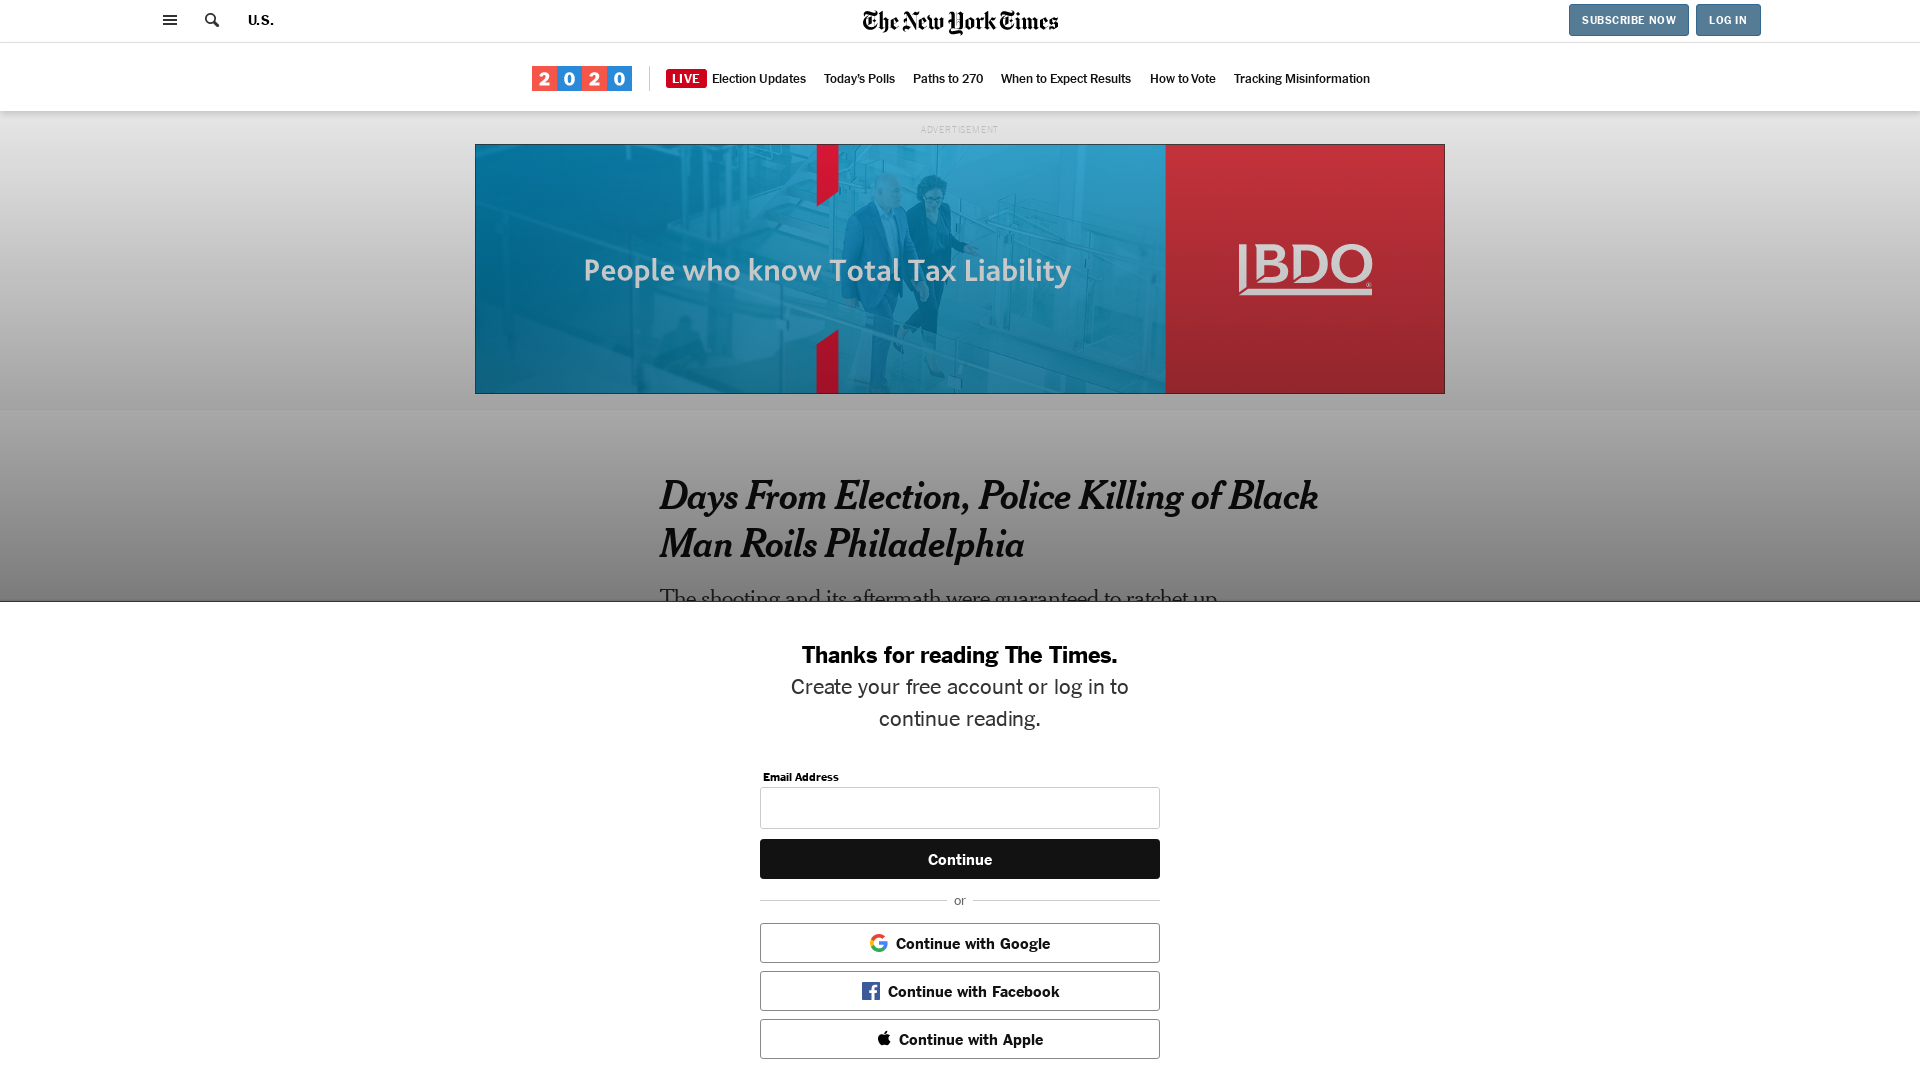 U.S.
The New York Times
SUBSCRIBE NOW
LOG IN
2020
LIVE Election Updates Today's Polls Paths to 270 When to Expect Results How to Vote Tracking Misinformation
ADVERTISEMENT
People who know Total Tax Liability
BDO
Days From Election, Police Killing of Black
Man Roils Philadelphia
The shooting and its aftermath were guaranteed to ratchet up
Thanks for reading The Times.
Create your free account or log in to
continue reading.
Email Address
Continue
or
Continue with Google
Continue with Facebook
Continue with Apple